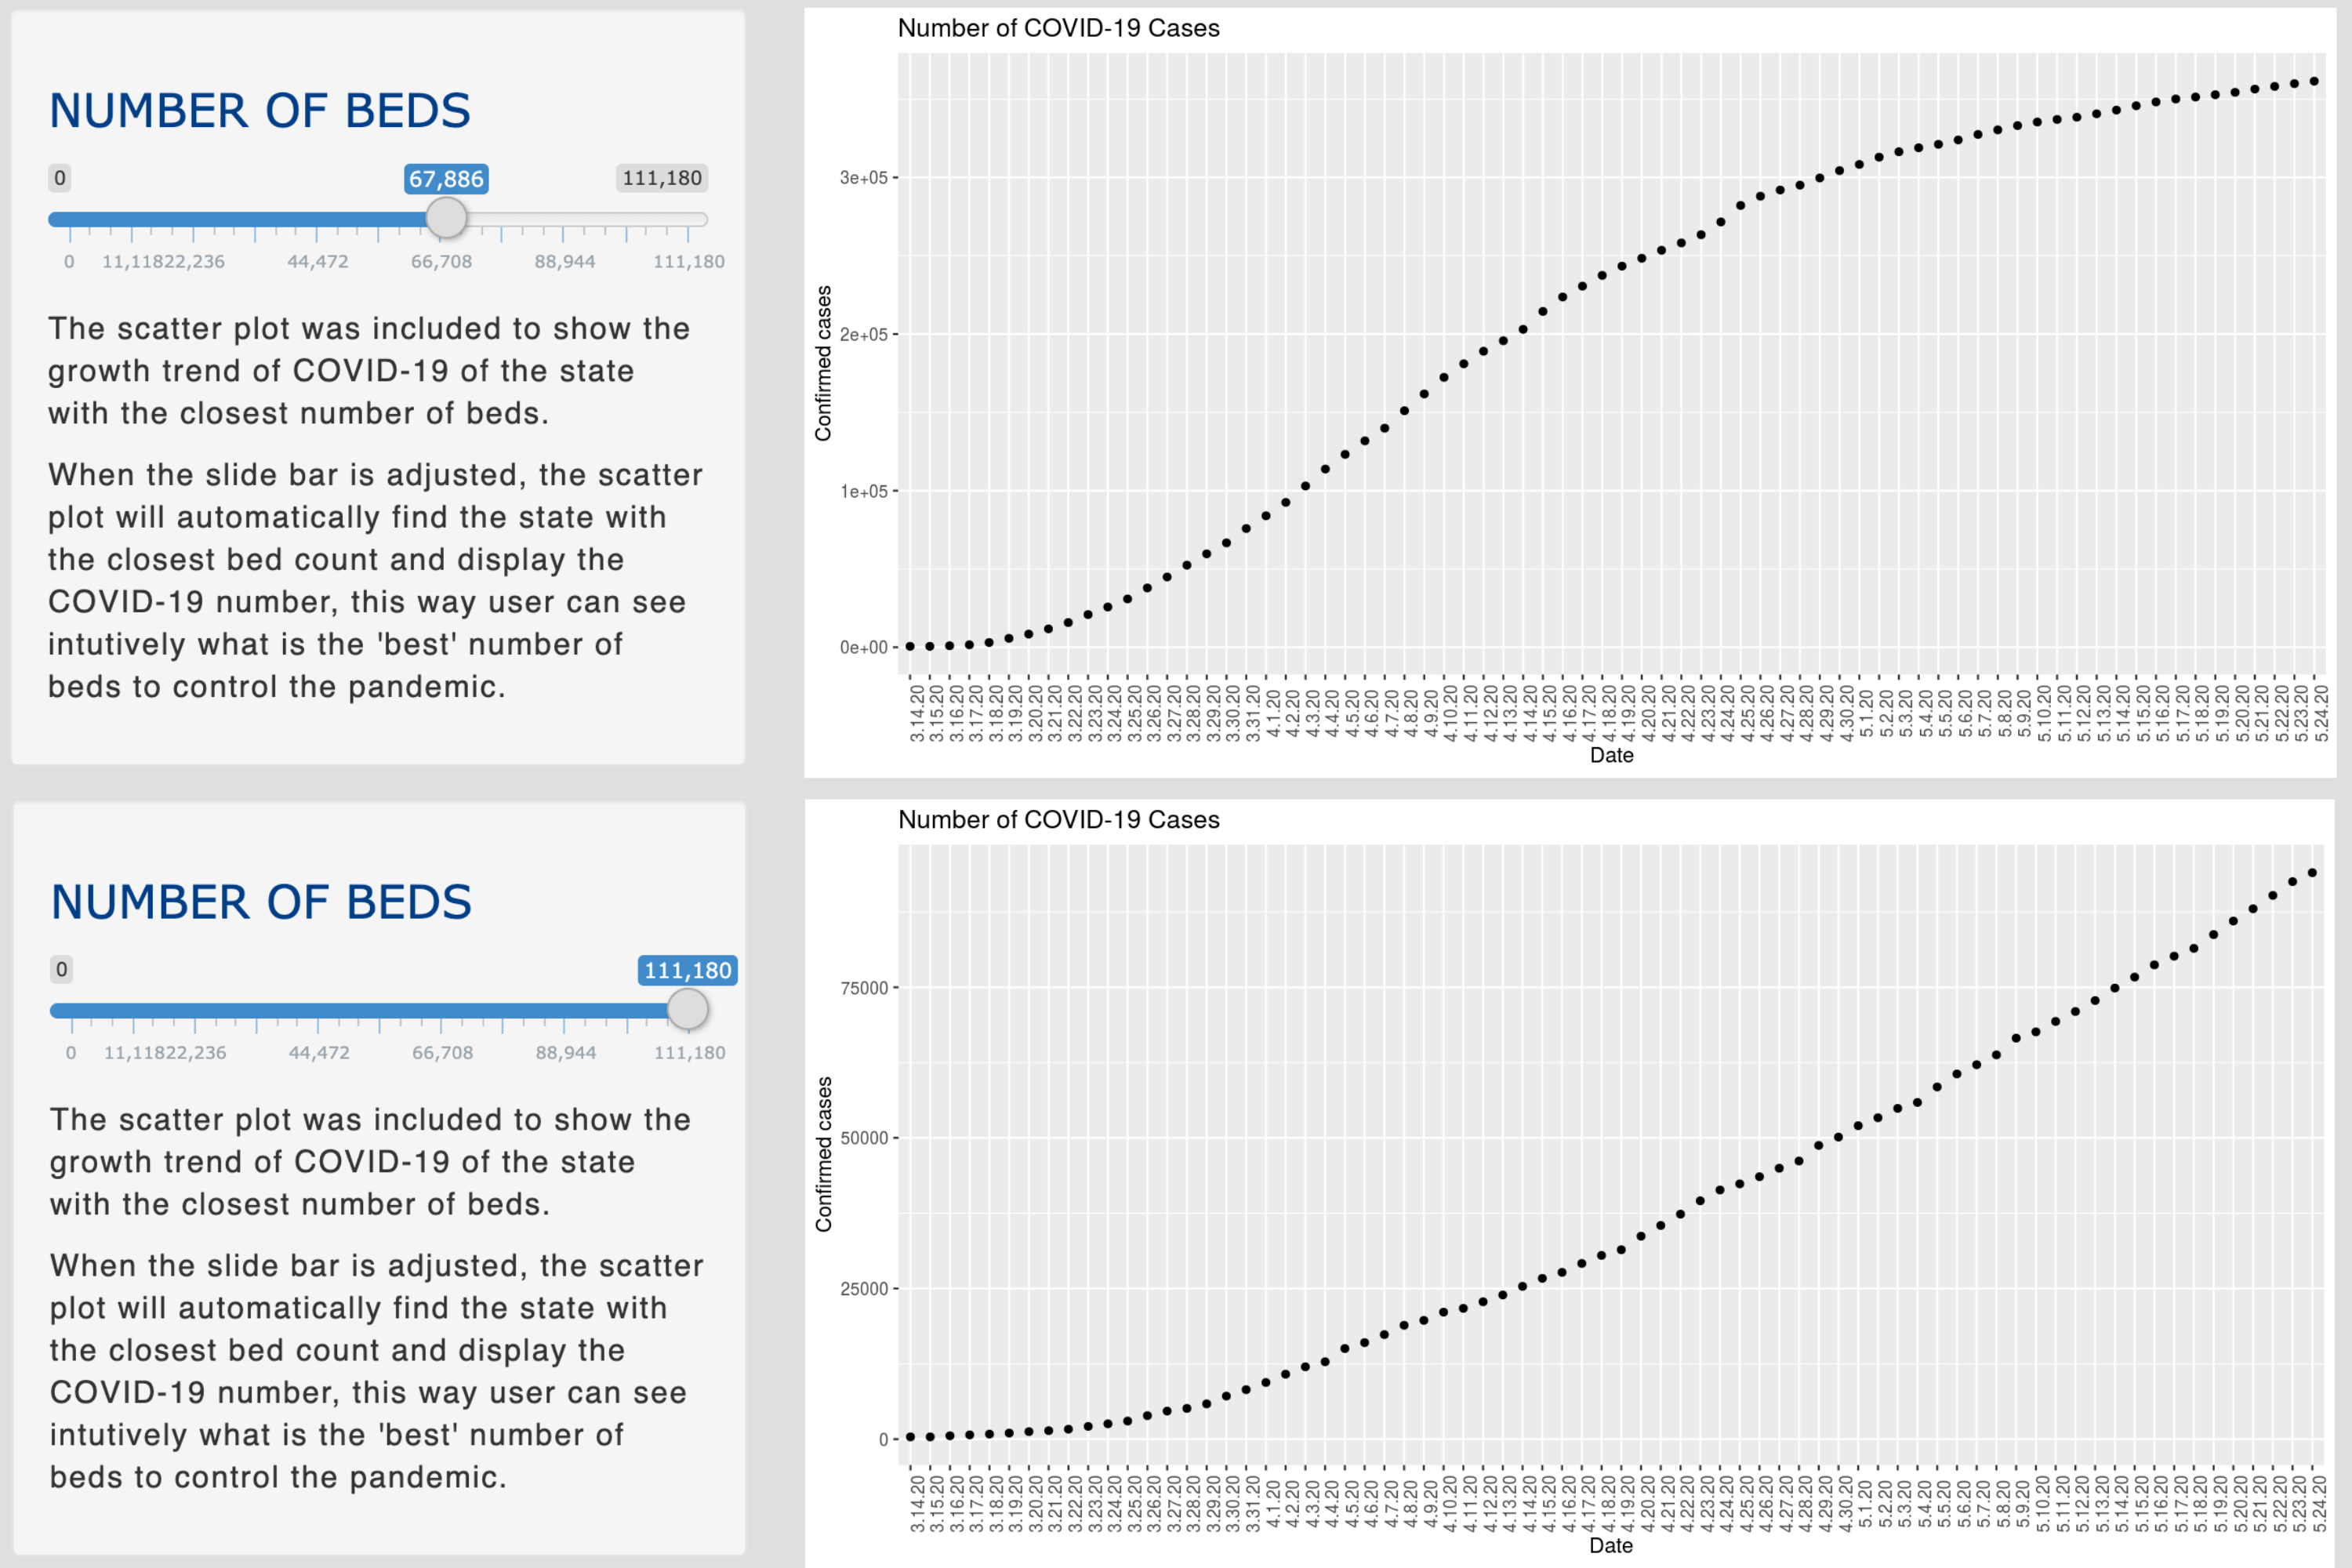 NUMBER OF BEDS
0 67,886 111,180
0 11,11822,236 44,472 66,708 88,944 111,180
The scatter plot was included to show the
growth trend of COVID-19 of the state
with the closest number of beds.
When the slide bar is adjusted, the scatter
plot will automatically find the state with
the closest bed count and display the
COVID-19 number, this way user can see
intutively what is the 'best' number of
beds to control the pandemic.
Number of COVID-19 Cases
Confirmed cases
3e+05
2e+05
1e+05
0e+00
3.14.20 3.15.20 3.16.20 3.17.20 3.18.20 3.19.20 3.20.20 3.21.20 3.22.20 3.23.20 3.24.20 3.25.20 3.26.20 3.27.20 3.28.20 3.29.20 3.30.20 3.31.20 4.1.20 4.2.20 4.3.20 4.4.20 4.5.20 4.6.20 4.7.20 4.8.20 4.9.20 4.10.20 4.11.20 4.12.20 4.13.20 4.14.20 4.15.20 4.16.20 4.17.20 4.18.20 4.19.20 4.20.20 4.21.20 4.22.20 4.23.20 4.24.20 4.25.20 4.26.20 4.27.20 4.28.20 4.29.20 4.30.20 5.1.20 5.2.20 5.3.20 5.4.20 5.5.20 5.6.20 5.7.20 5.8.20 5.9.20 5.10.20 5.11.20 5.12.20 5.13.20 5.14.20 5.15.20 5.16.20 5.17.20 5.18.20 5.19.20 5.20.20 5.21.20 5.22.20 5.23.20 5.24.20
Date
NUMBER OF BEDS
0 111,180
0 11,11822,236 44,472 66,708 88,944 111,180
The scatter plot was included to show the
growth trend of COVID-19 of the state
with the closest number of beds.
When the slide bar is adjusted, the scatter
plot will automatically find the state with
the closest bed count and display the
COVID-19 number, this way user can see
intutively what is the 'best' number of
beds to control the pandemic.
Number of COVID-19 Cases
Confirmed cases
75000
50000
25000
0
3.14.20 3.15.20 3.16.20 3.17.20 3.18.20 3.19.20 3.20.20 3.21.20 3.22.20 3.23.20 3.24.20 3.25.20 3.26.20 3.27.20 3.28.20 3.29.20 3.30.20 3.31.20 4.1.20 4.2.20 4.3.20 4.4.20 4.5.20 4.6.20 4.7.20 4.8.20 4.9.20 4.10.20 4.11.20 4.12.20 4.13.20 4.14.20 4.15.20 4.16.20 4.17.20 4.18.20 4.19.20 4.20.20 4.21.20 4.22.20 4.23.20 4.24.20 4.25.20 4.26.20 4.27.20 4.28.20 4.29.20 4.30.20 5.1.20 5.2.20 5.3.20 5.4.20 5.5.20 5.6.20 5.7.20 5.8.20 5.9.20 5.10.20 5.11.20 5.12.20 5.13.20 5.14.20 5.15.20 5.16.20 5.17.20 5.18.20 5.19.20 5.20.20 5.21.20 5.22.20 5.23.20 5.24.20
Date